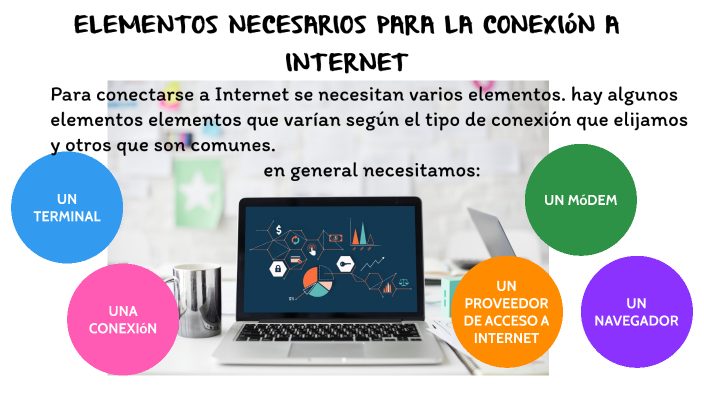 ELEMENTOS NECESARIOS PARA LA CONEXIóN A
INTERNET
Para conectarse a Internet se necesitan varios elementos. hay algunos
elementos elementos que varían según el tipo de conexión que elijamos
y otros que son comunes.
en general necesitamos:
UN
TERMINAL
UN MóDEM
UNA
CONEXIóN
UN
PROVEEDOR
DE ACCESO A
INTERNET
UN
NAVEGADOR
$